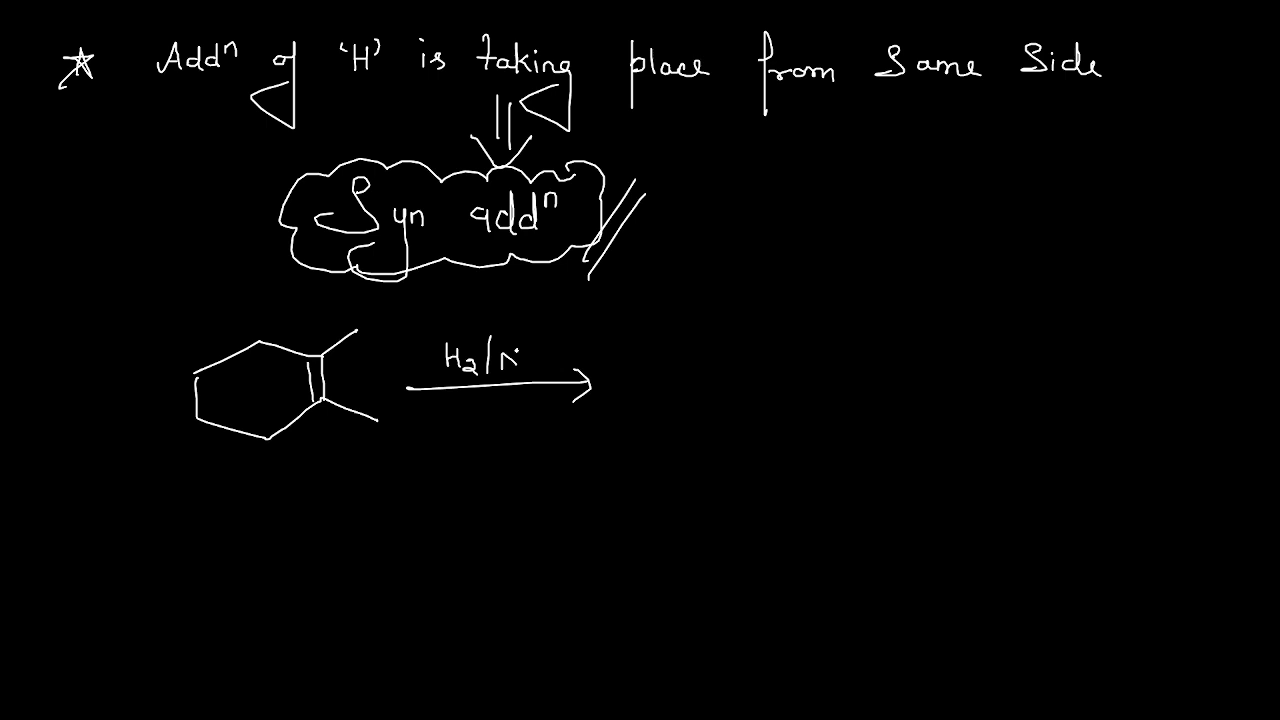 ☆ Addⁿ of 'H' is taking place from Same Side
Syn addⁿ
H₂/Ni